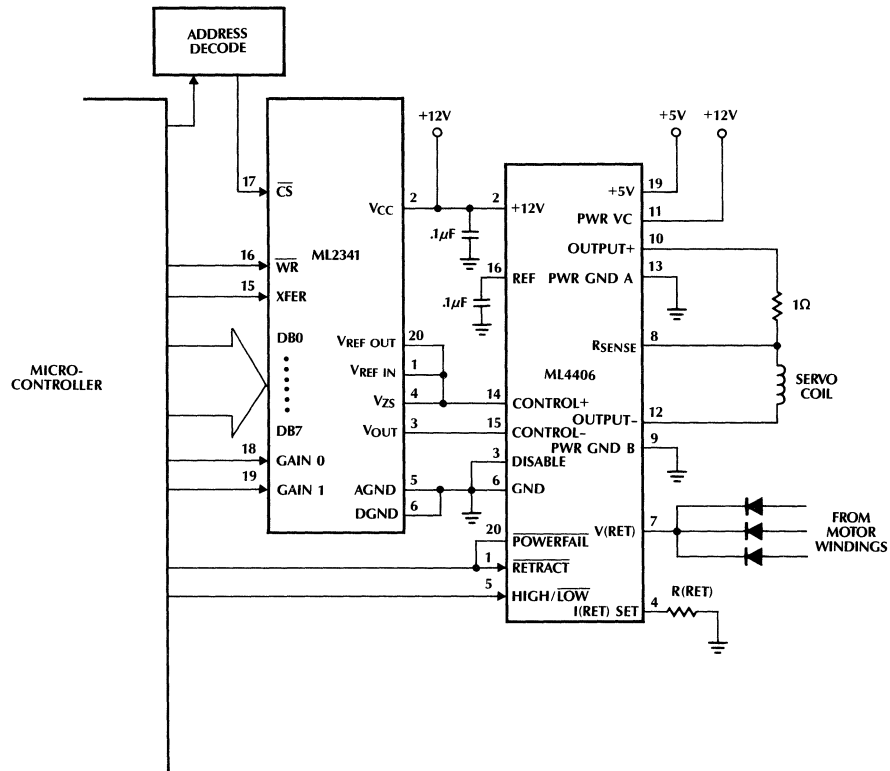 ADDRESS
DECODE
+12V
+5V
+12V
17
CS
VCC
2
2
+12V
+5V
19
PWR VC
11
.1μF
OUTPUT+
10
16
WR
ML2341
16
REF
PWR GND A
13
15
XFER
.1μF
1Ω
DB0
VREF OUT
20
RSENSE
8
MICRO-
CONTROLLER
VREF IN
1
ML4406
SERVO
COIL
VZS
4
14
CONTROL+
OUTPUT–
12
DB7
VOUT
3
15
CONTROL–
PWR GND B
9
18
GAIN 0
3
DISABLE
19
GAIN 1
AGND
5
6
GND
DGND
6
V(RET)
7
FROM
MOTOR
WINDINGS
20
POWERFAIL
1
RETRACT
5
HIGH/LOW
R(RET)
I(RET) SET
4